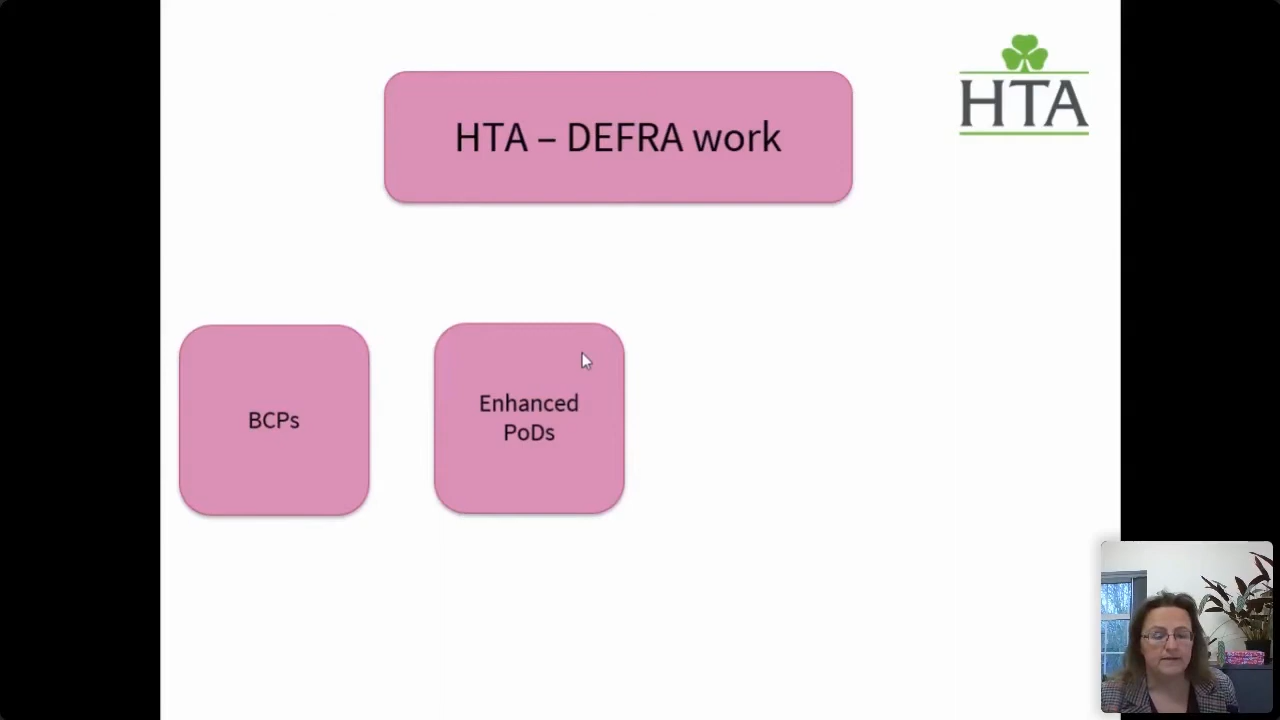 HTA – DEFRA work
HTA
BCPs
Enhanced
PoDs